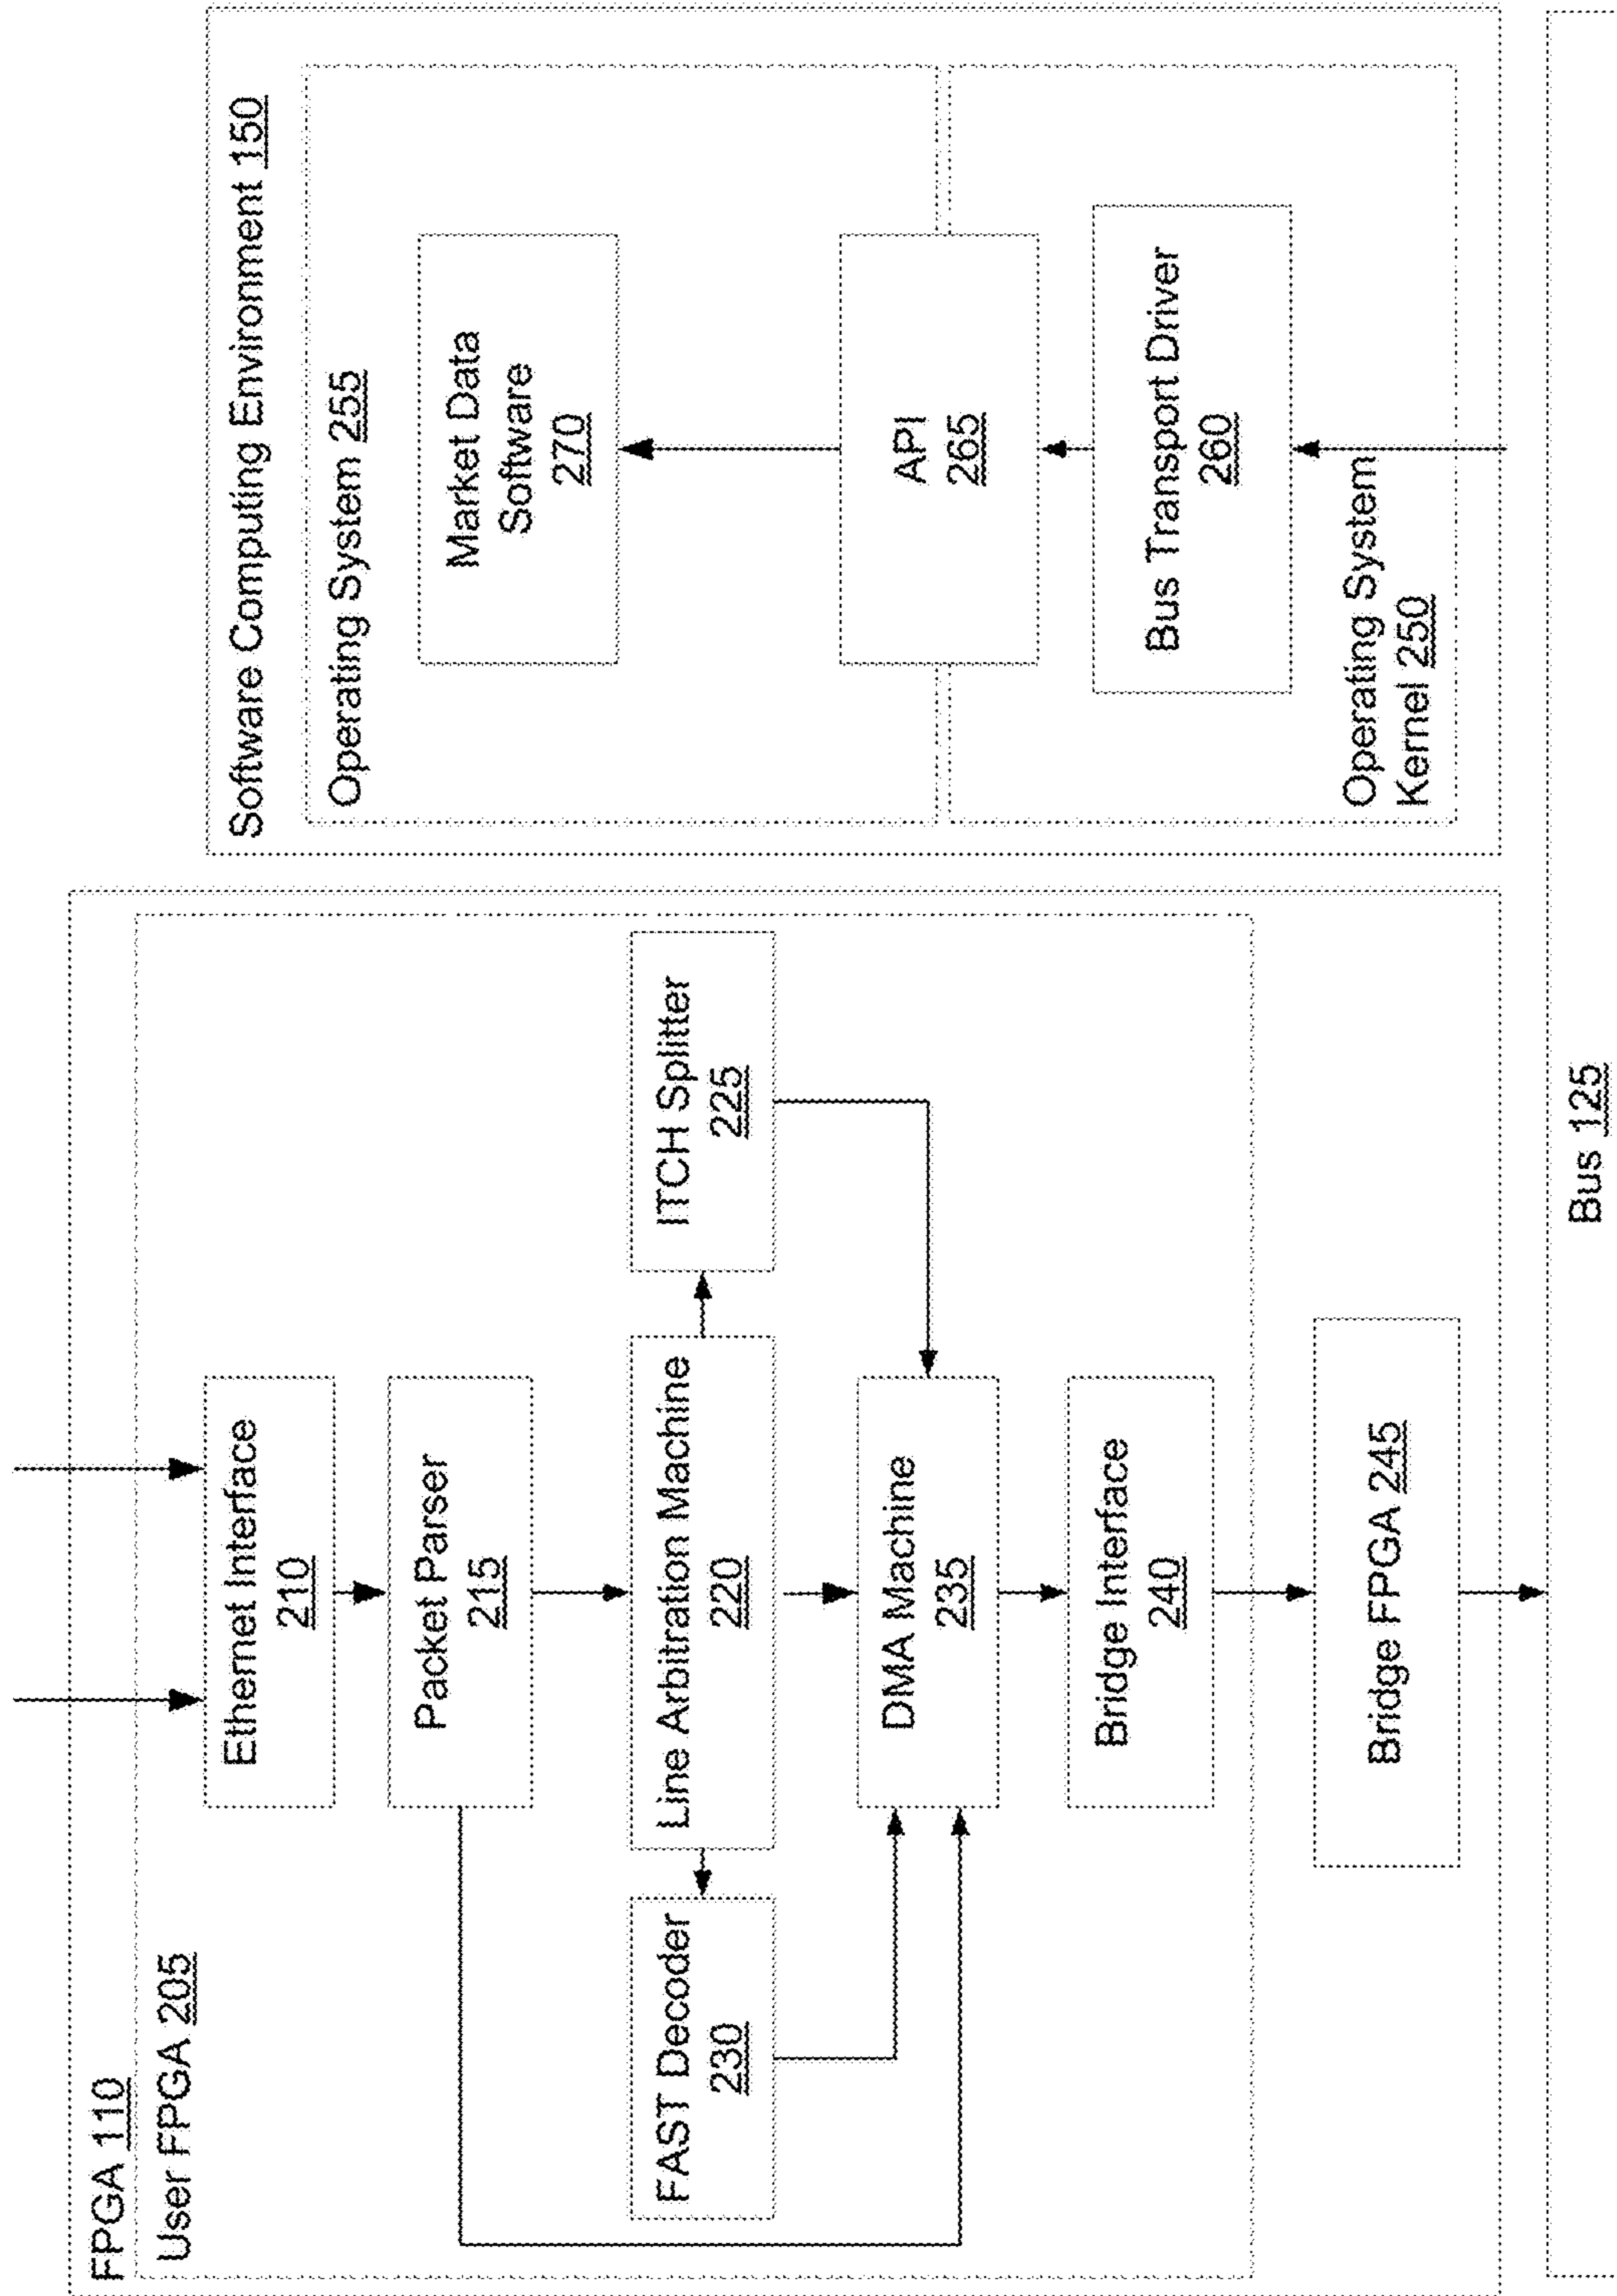 FPGA 110
User FPGA 205
Ethernet Interface
210
Packet Parser
215
FAST Decoder
230
Line Arbitration Machine
220
ITCH Splitter
225
DMA Machine
235
Bridge Interface
240
Bridge FPGA 245
Software Computing Environment 150
Operating System 255
Market Data
Software
270
API
265
Bus Transport Driver
260
Operating System
Kernel 250
Bus 125